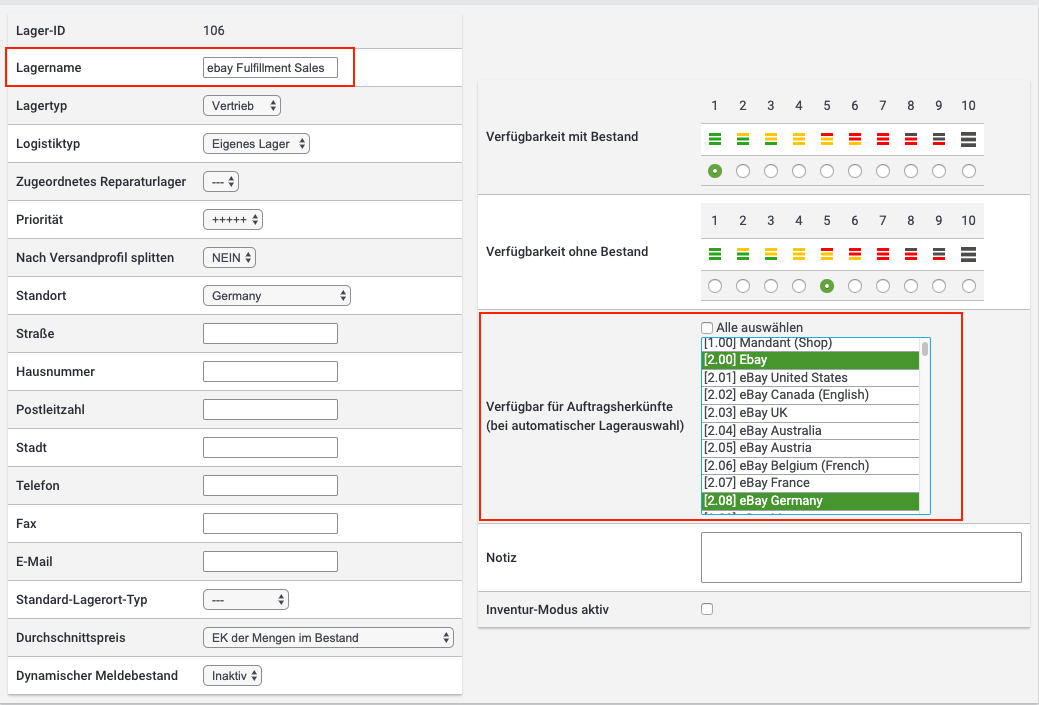 Lager-ID 106
Lagername ebay Fulfillment Sales
Lagertyp Vertrieb
Logistiktyp Eigenes Lager
Zugeordnetes Reparaturlager ---
Priorität +++++
Nach Versandprofil splitten NEIN
Standort Germany
Straße
Hausnummer
Postleitzahl
Stadt
Telefon
Fax
E-Mail
Standard-Lagerort-Typ ---
Durchschnittspreis EK der Mengen im Bestand
Dynamischer Meldebestand Inaktiv
1 2 3 4 5 6 7 8 9 10
Verfügbarkeit mit Bestand
1 2 3 4 5 6 7 8 9 10
Verfügbarkeit ohne Bestand
Verfügbar für Auftragsherkünfte
(bei automatischer Lagerauswahl)
Alle auswählen
[1.00] Mandant (Shop)
[2.00] Ebay
[2.01] eBay United States
[2.02] eBay Canada (English)
[2.03] eBay UK
[2.04] eBay Australia
[2.05] eBay Austria
[2.06] eBay Belgium (French)
[2.07] eBay France
[2.08] eBay Germany
Notiz
Inventur-Modus aktiv